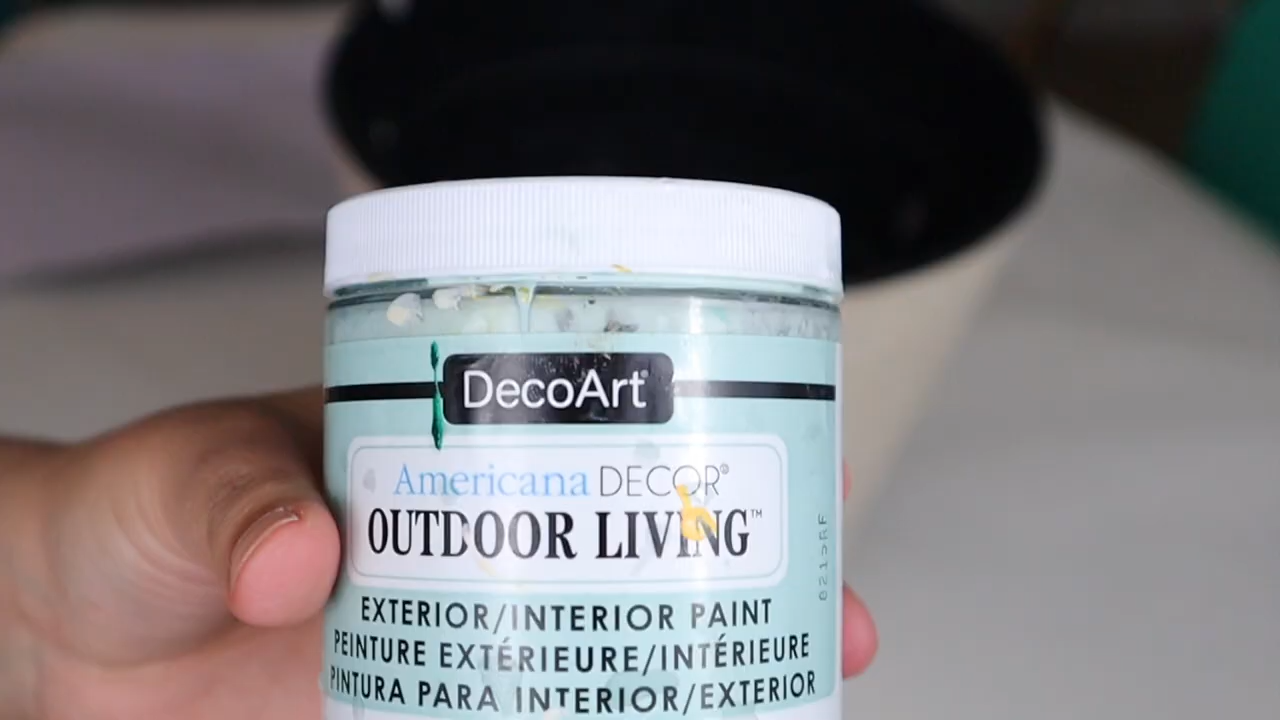 DecoArt®
Americana DECOR®
OUTDOOR LIVING™
EXTERIOR/INTERIOR PAINT
PEINTURE EXTÉRIEURE/INTÉRIEURE
PINTURA PARA INTERIOR/EXTERIOR